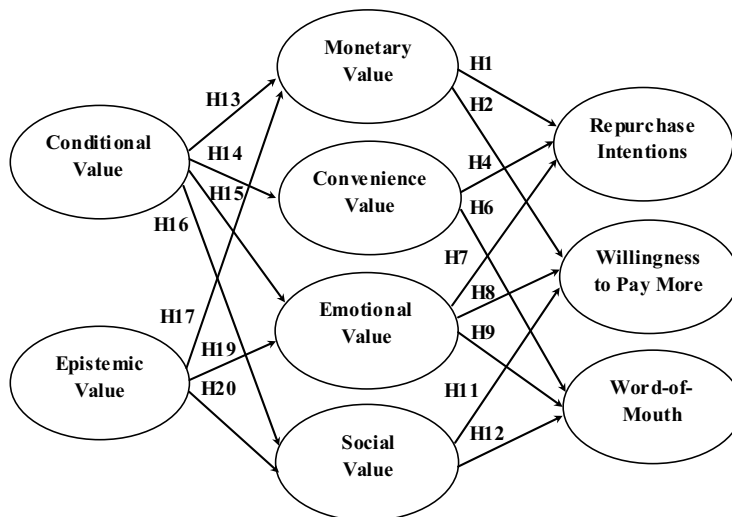 Monetary
Value
H1
H2
H13
Conditional
Value
Repurchase
Intentions
H14
H4
Convenience
Value
H15
H6
H16
H7
Willingness
to Pay More
H8
Emotional
Value
H17
H9
H19
Epistemic
Value
H20
H11
Word-of-
Mouth
H12
Social
Value